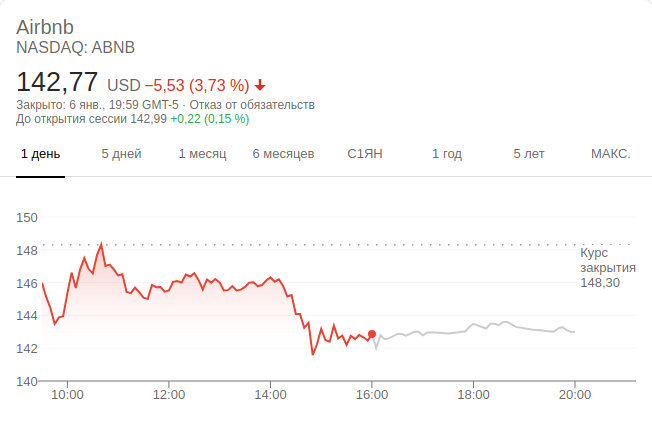 Airbnb
NASDAQ: ABNB
142,77 USD −5,53 (3,73 %)
Закрыто: 6 янв., 19:59 GMT-5 · Отказ от обязательств
До открытия сессии 142,99 +0,22 (0,15 %)
1 день 5 дней 1 месяц 6 месяцев С1ЯН 1 год 5 лет МАКС.
150
148
Курс
закрытия
146
148,30
144
142
140
10:00 12:00 14:00 16:00 18:00 20:00